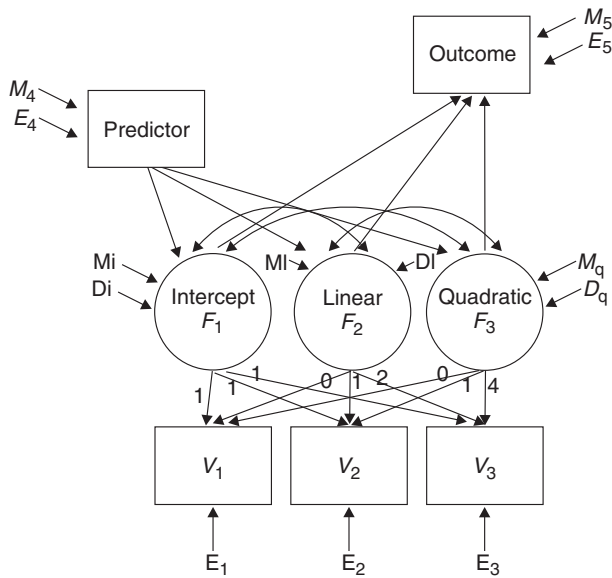 M5
E5
Outcome
M4
E4
Predictor
Mi
Di
Intercept
F1
Ml
Dl
Linear
F2
Quadratic
F3
Mq
Dq
1 1 1
0 1 2
0 1 4
V1
V2
V3
E1
E2
E3